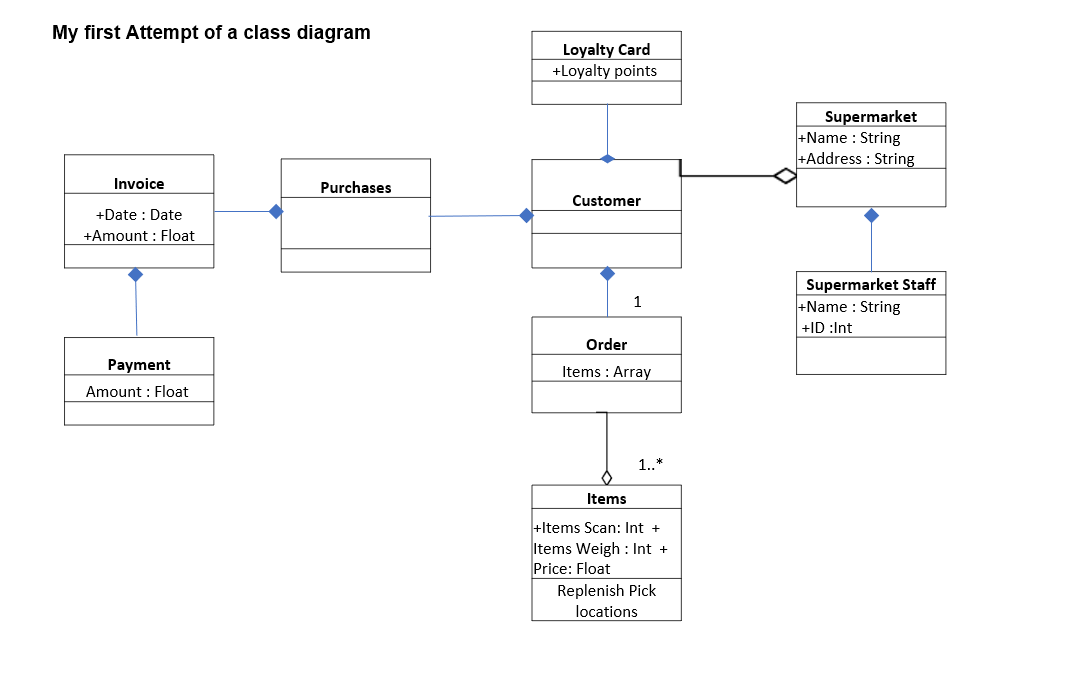 My first Attempt of a class diagram
Loyalty Card
+Loyalty points
Supermarket
+Name : String
+Address : String
Invoice
+Date : Date
+Amount : Float
Purchases
Customer
Supermarket Staff
+Name : String
+ID :Int
1
Order
Items : Array
Payment
Amount : Float
1..*
Items
+Items Scan: Int  +
Items Weigh : Int  +
Price: Float
Replenish Pick
locations